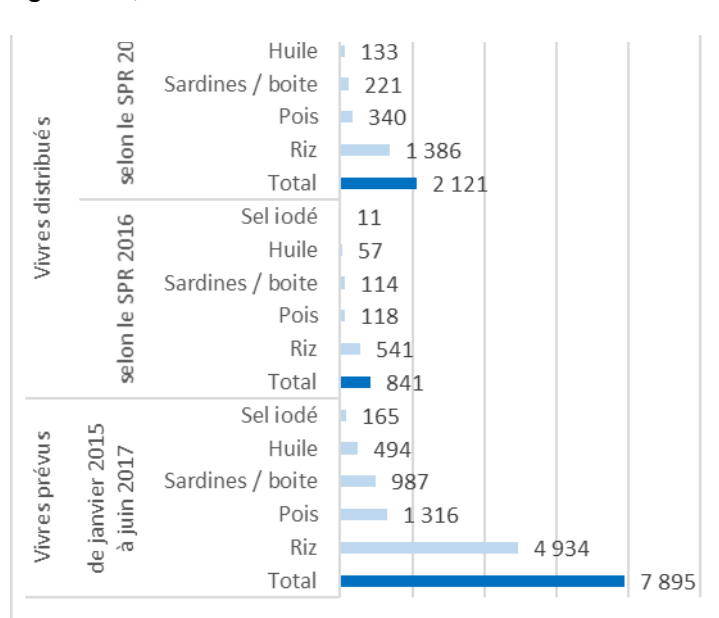 Vivres distribués
selon le SPR 20
Huile 133
Sardines / boite 221
Pois 340
Riz 1 386
Total 2 121
selon le SPR 2016
Sel iodé 11
Huile 57
Sardines / boite 114
Pois 118
Riz 541
Total 841
Vivres prévus
de janvier 2015
à juin 2017
Sel iodé 165
Huile 494
Sardines / boite 987
Pois 1 316
Riz 4 934
Total 7 895